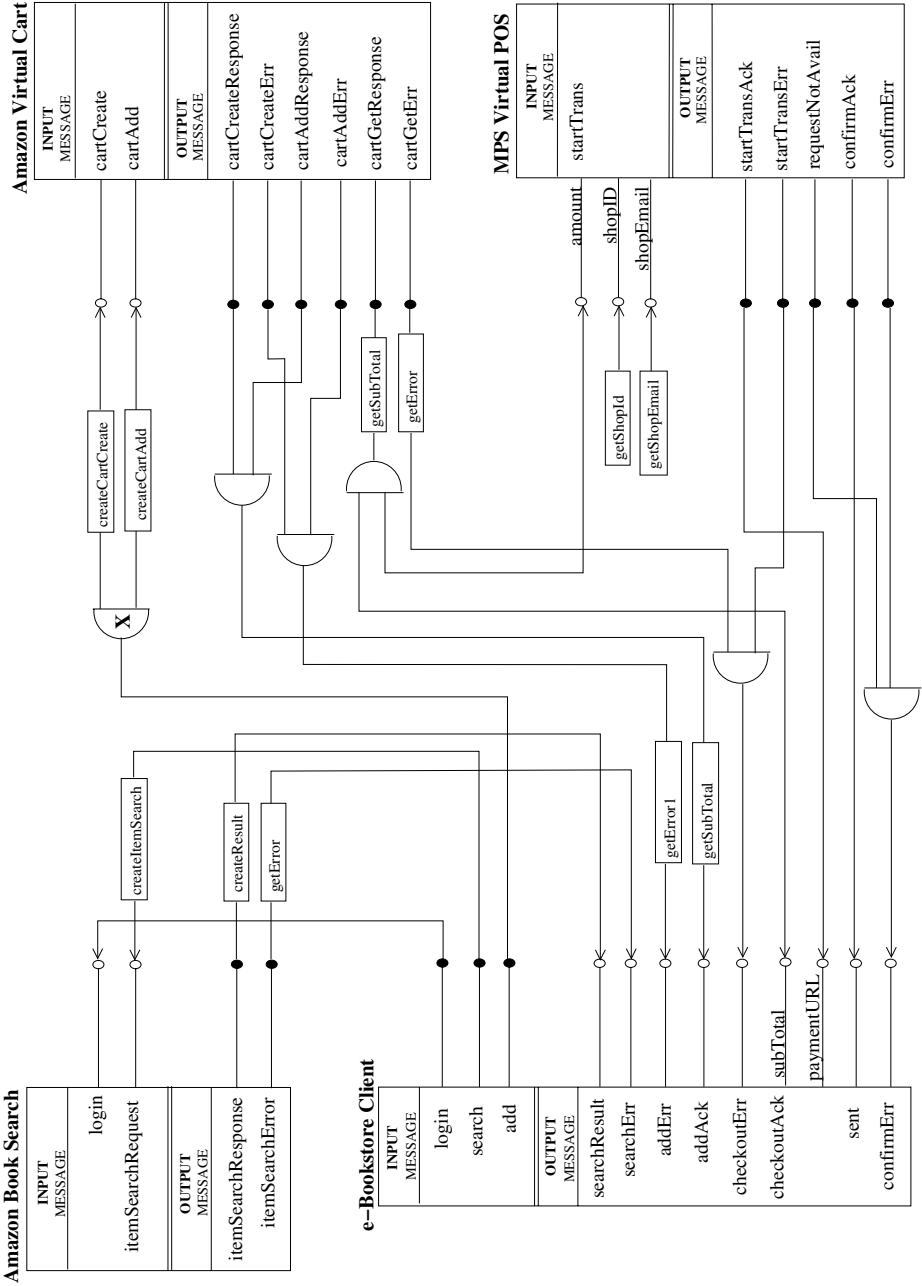 Amazon Book Search
INPUT
MESSAGE
login
itemSearchRequest
OUTPUT
MESSAGE
itemSearchResponse
itemSearchError
createItemSearch
createResult
getError
X
createCartCreate
createCartAdd
Amazon Virtual Cart
INPUT
MESSAGE
cartCreate
cartAdd
OUTPUT
MESSAGE
cartCreateResponse
cartCreateErr
cartAddResponse
cartAddErr
cartGetResponse
cartGetErr
getSubTotal
getError
e−Bookstore Client
INPUT
MESSAGE
login
search
add
OUTPUT
MESSAGE
searchResult
searchErr
addErr
addAck
checkoutErr
checkoutAck
sent
confirmErr
subTotal
paymentURL
getError1
getSubTotal
getShopId
getShopEmail
amount
shopID
shopEmail
MPS Virtual POS
INPUT
MESSAGE
startTrans
OUTPUT
MESSAGE
startTransAck
startTransErr
requestNotAvail
confirmAck
confirmErr